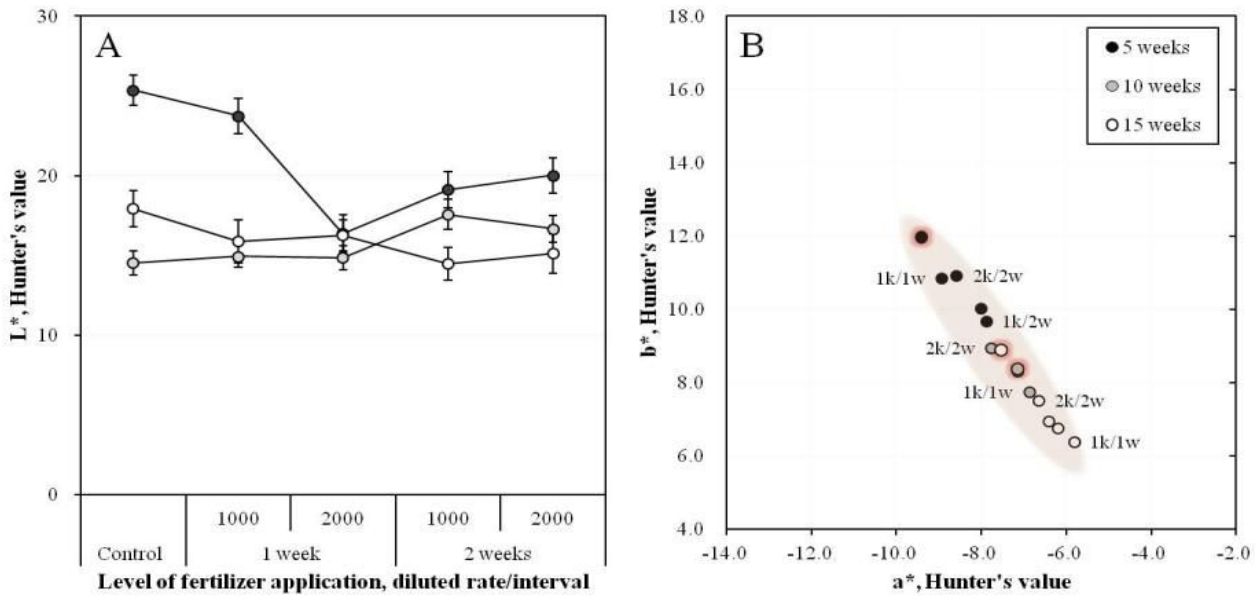 A
30
20
10
0
L*, Hunter's value
1000 2000 1000 2000
Control 1 week 2 weeks
Level of fertilizer application, diluted rate/interval
B
5 weeks
10 weeks
15 weeks
18.0
16.0
14.0
12.0
10.0
8.0
6.0
4.0
b*, Hunter's value
1k/1w
2k/2w
1k/2w
2k/2w
1k/1w
2k/2w
1k/1w
-14.0 -12.0 -10.0 -8.0 -6.0 -4.0 -2.0
a*, Hunter's value